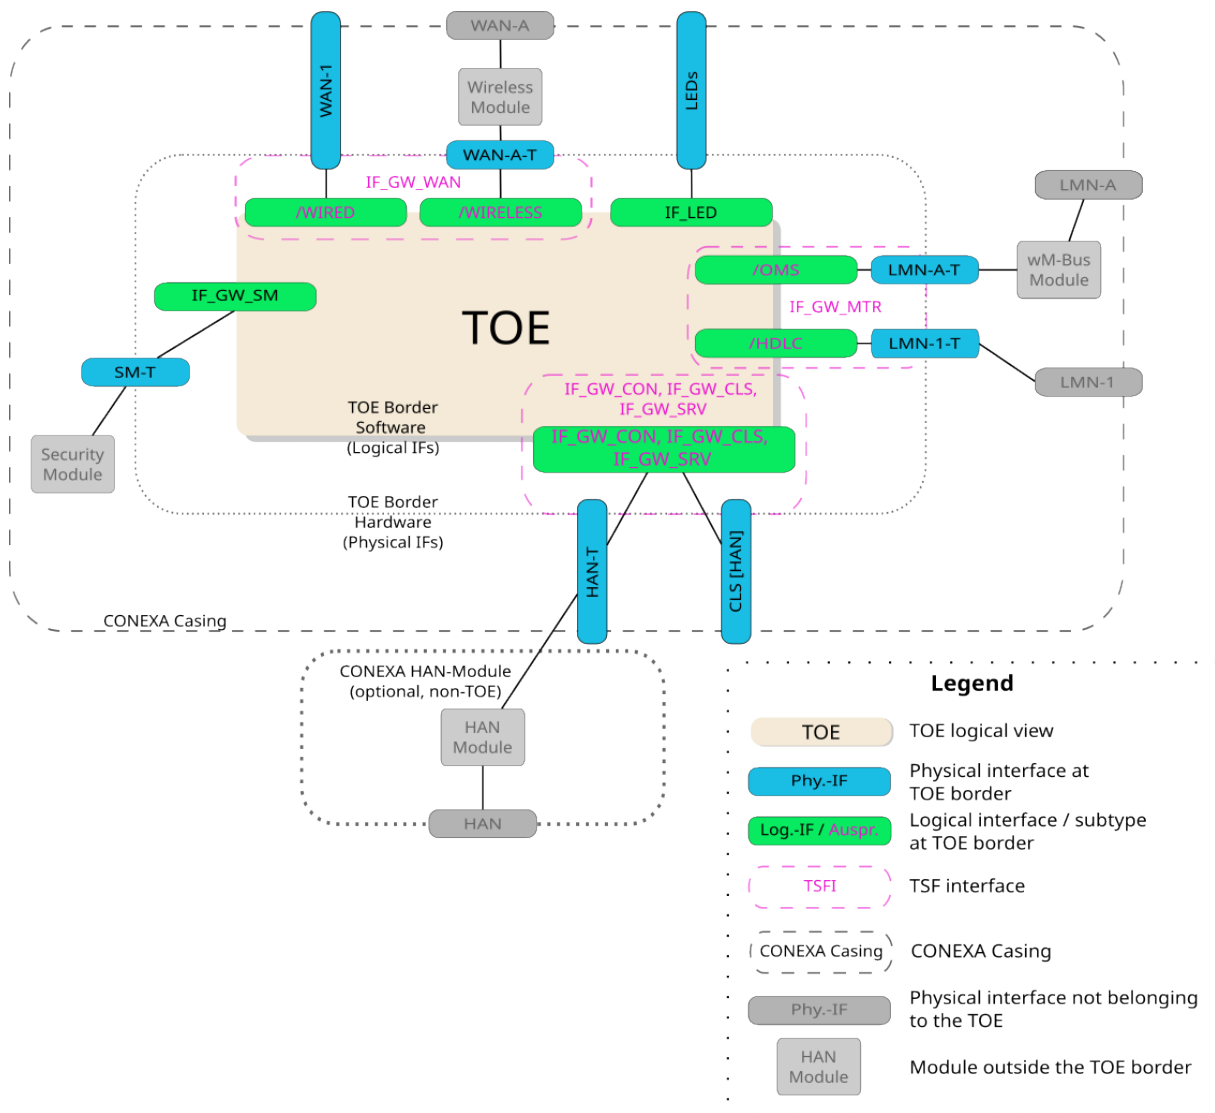 WAN-1
WAN-A
LEDs
Wireless
Module
WAN-A-T
IF_GW_WAN
/WIRED
/WIRELESS
IF_LED
LMN-A
wM-Bus
Module
/OMS
LMN-A-T
IF_GW_MTR
/HDLC
LMN-1-T
LMN-1
IF_GW_SM
TOE
SM-T
Security
Module
TOE Border
Software
(Logical IFs)
IF_GW_CON, IF_GW_CLS,
IF_GW_SRV
IF_GW_CON, IF_GW_CLS,
IF_GW_SRV
TOE Border
Hardware
(Physical IFs)
HAN-T
CLS [HAN]
CONEXA Casing
CONEXA HAN-Module
(optional, non-TOE)
HAN
Module
HAN
Legend
TOE
TOE logical view
Phy.-IF
Physical interface at
TOE border
Log.-IF / Auspr.
Logical interface / subtype
at TOE border
TSFI
TSF interface
CONEXA Casing
CONEXA Casing
Phy.-IF
Physical interface not belonging
to the TOE
HAN
Module
Module outside the TOE border